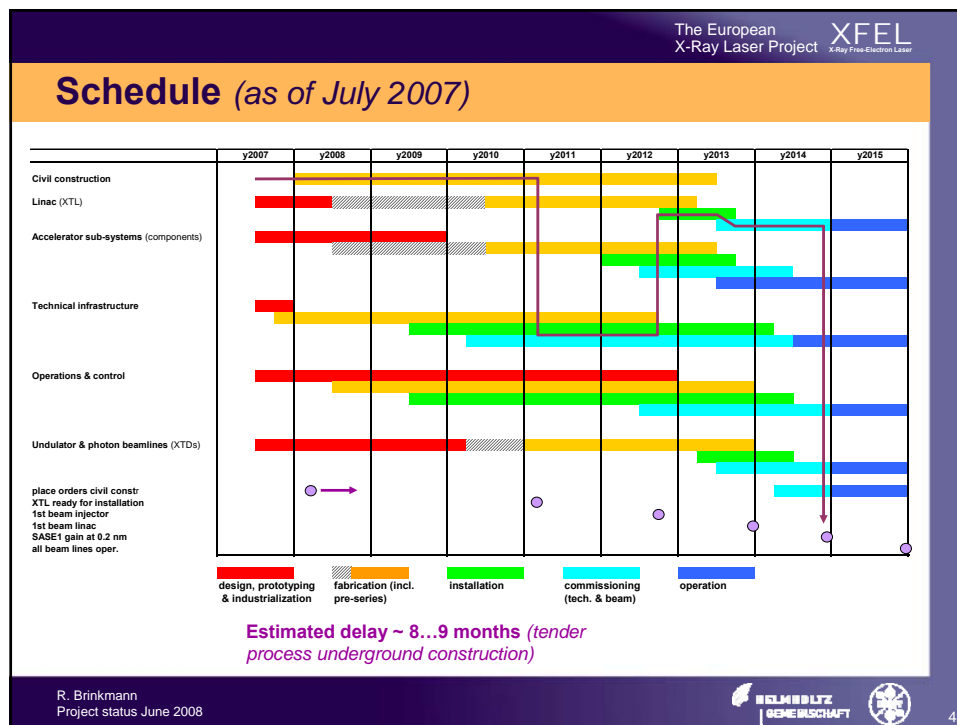 The European
X-Ray Laser Project
XFEL
X-Ray Free-Electron Laser
Schedule (as of July 2007)
y2007 y2008 y2009 y2010 y2011 y2012 y2013 y2014 y2015
Civil construction
Linac (XTL)
Accelerator sub-systems (components)
Technical infrastructure
Operations & control
Undulator & photon beamlines (XTDs)
place orders civil constr
XTL ready for installation
1st beam injector
1st beam linac
SASE1 gain at 0.2 nm
all beam lines oper.
design, prototyping
& industrialization
fabrication (incl.
pre-series)
installation
commissioning
(tech. & beam)
operation
Estimated delay ~ 8…9 months (tender
process underground construction)
R. Brinkmann
Project status June 2008
HELMHOLTZ
GEMEINSCHAFT
4